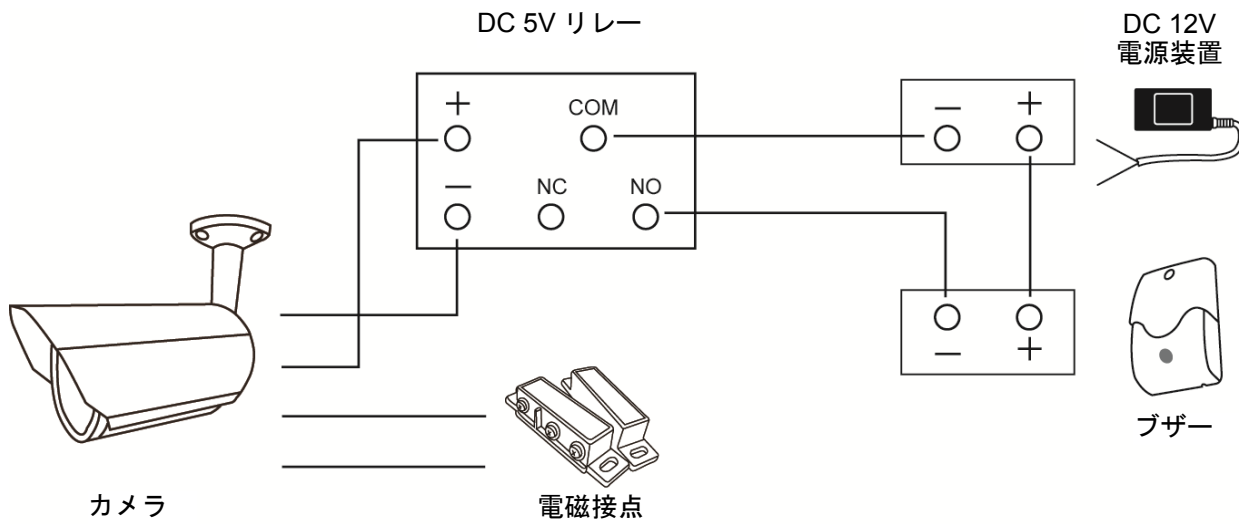 DC 5V リレー
DC 12V
電源装置
+
COM
—
+
—
NC
NO
—
+
ブザー
カメラ
電磁接点